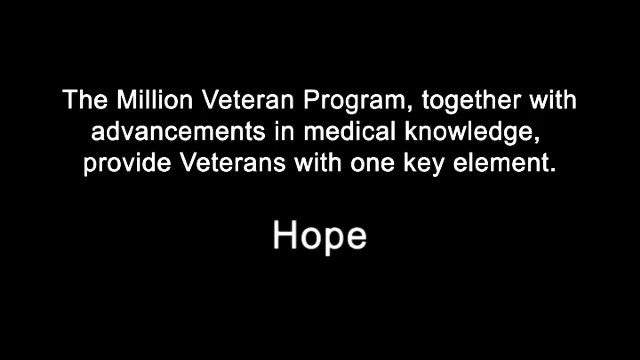 The Million Veteran Program, together with
advancements in medical knowledge,
provide Veterans with one key element.
Hope